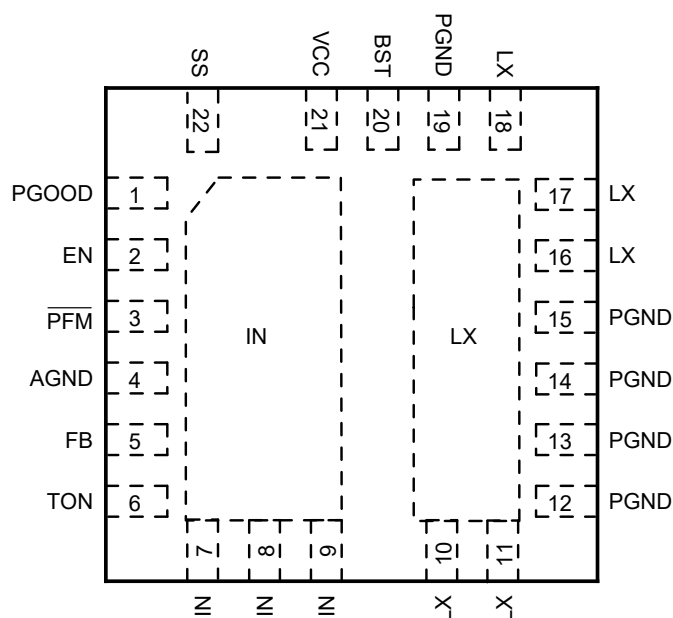 SS
VCC
BST
PGND
LX
22
21
20
19
18
PGOOD 1
17 LX
EN 2
16 LX
PFM 3
15 PGND
IN
LX
AGND 4
14 PGND
FB 5
13 PGND
TON 6
12 PGND
7
8
9
10
11
IN
IN
IN
LX
LX